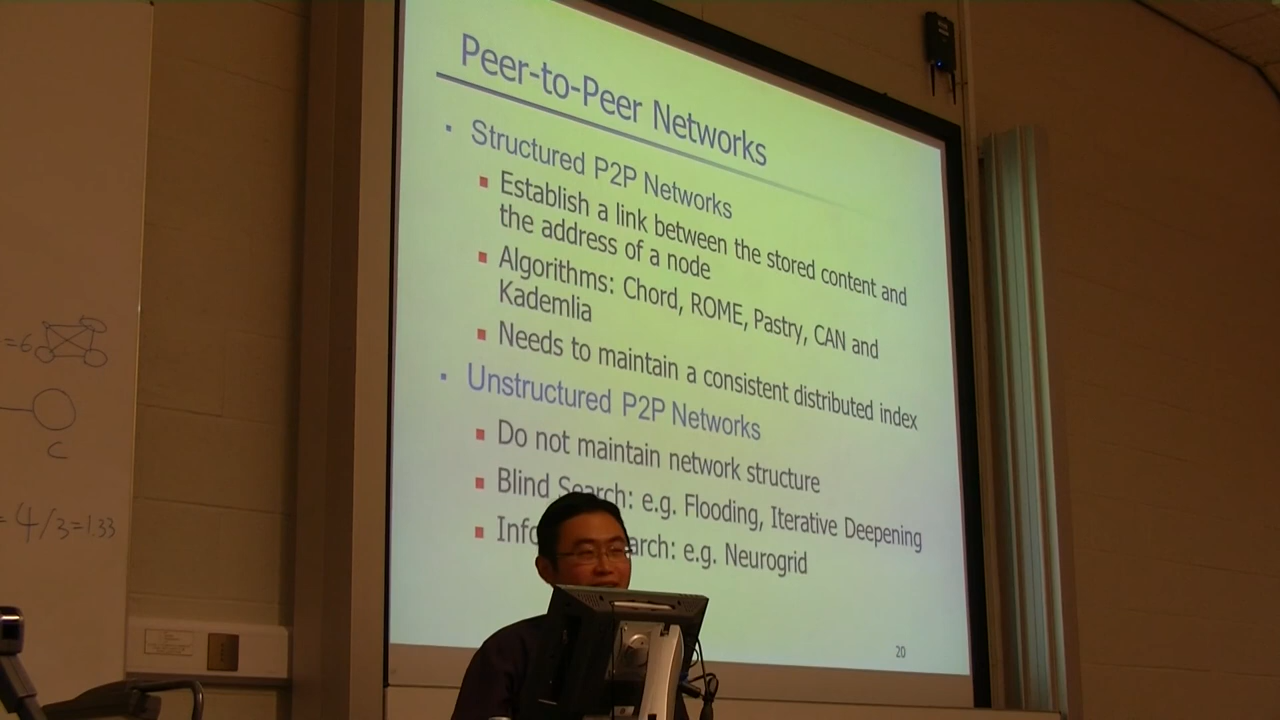 Peer-to-Peer Networks
Structured P2P Networks
Establish a link between the stored content and
the address of a node
Algorithms: Chord, ROME, Pastry, CAN and
Kademlia
Needs to maintain a consistent distributed index
Unstructured P2P Networks
Do not maintain network structure
Blind Search: e.g. Flooding, Iterative Deepening
e.g. Neurogrid
20
=6
C
= 4/3=1.33